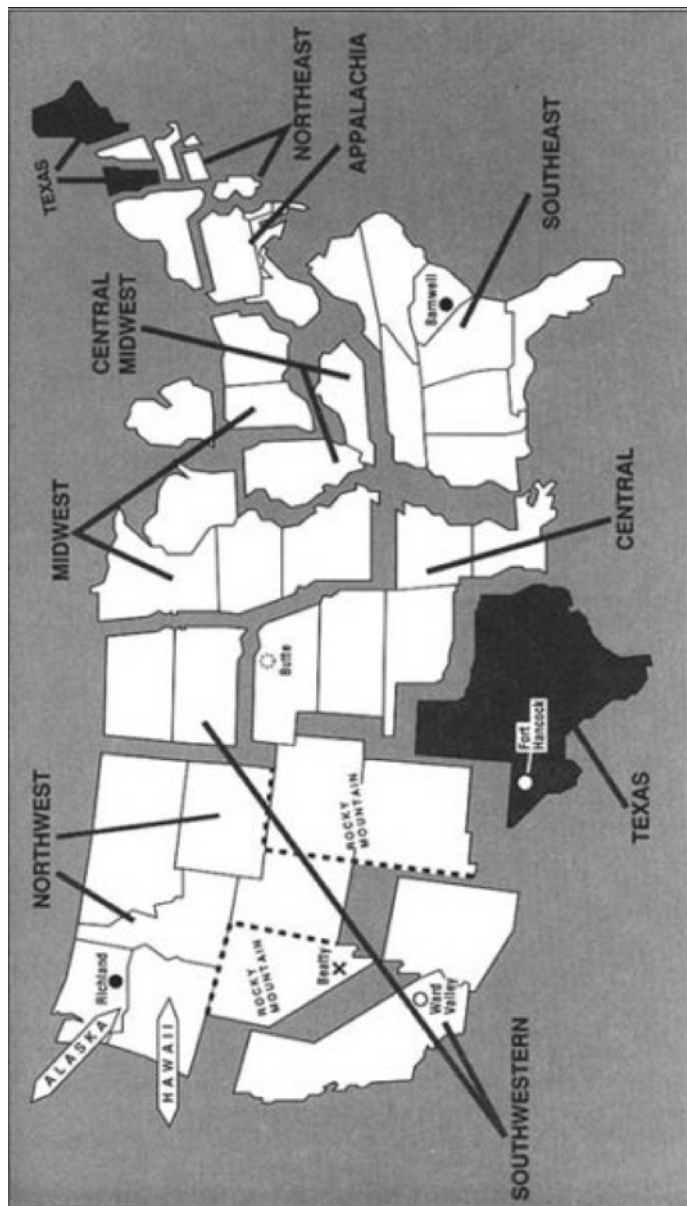 TEXAS
NORTHEAST
APPALACHIA
CENTRAL
MIDWEST
SOUTHEAST
Barnwell
MIDWEST
CENTRAL
NORTHWEST
Butte
ROCKY
MOUNTAIN
Fort
Hancock
TEXAS
Richland
ALASKA
HAWAII
ROCKY
MOUNTAIN
Beatty
Ward
Valley
SOUTHWESTERN